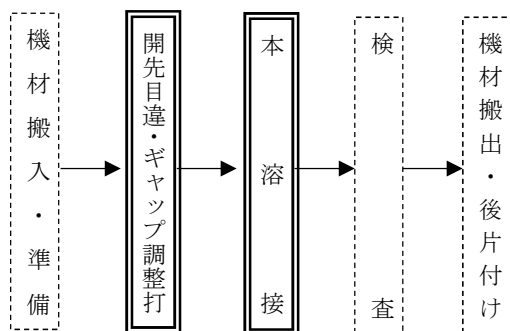 機材搬入・準備
開先目違・ギャップ調整打
本溶接
検査
機材搬出・後片付け